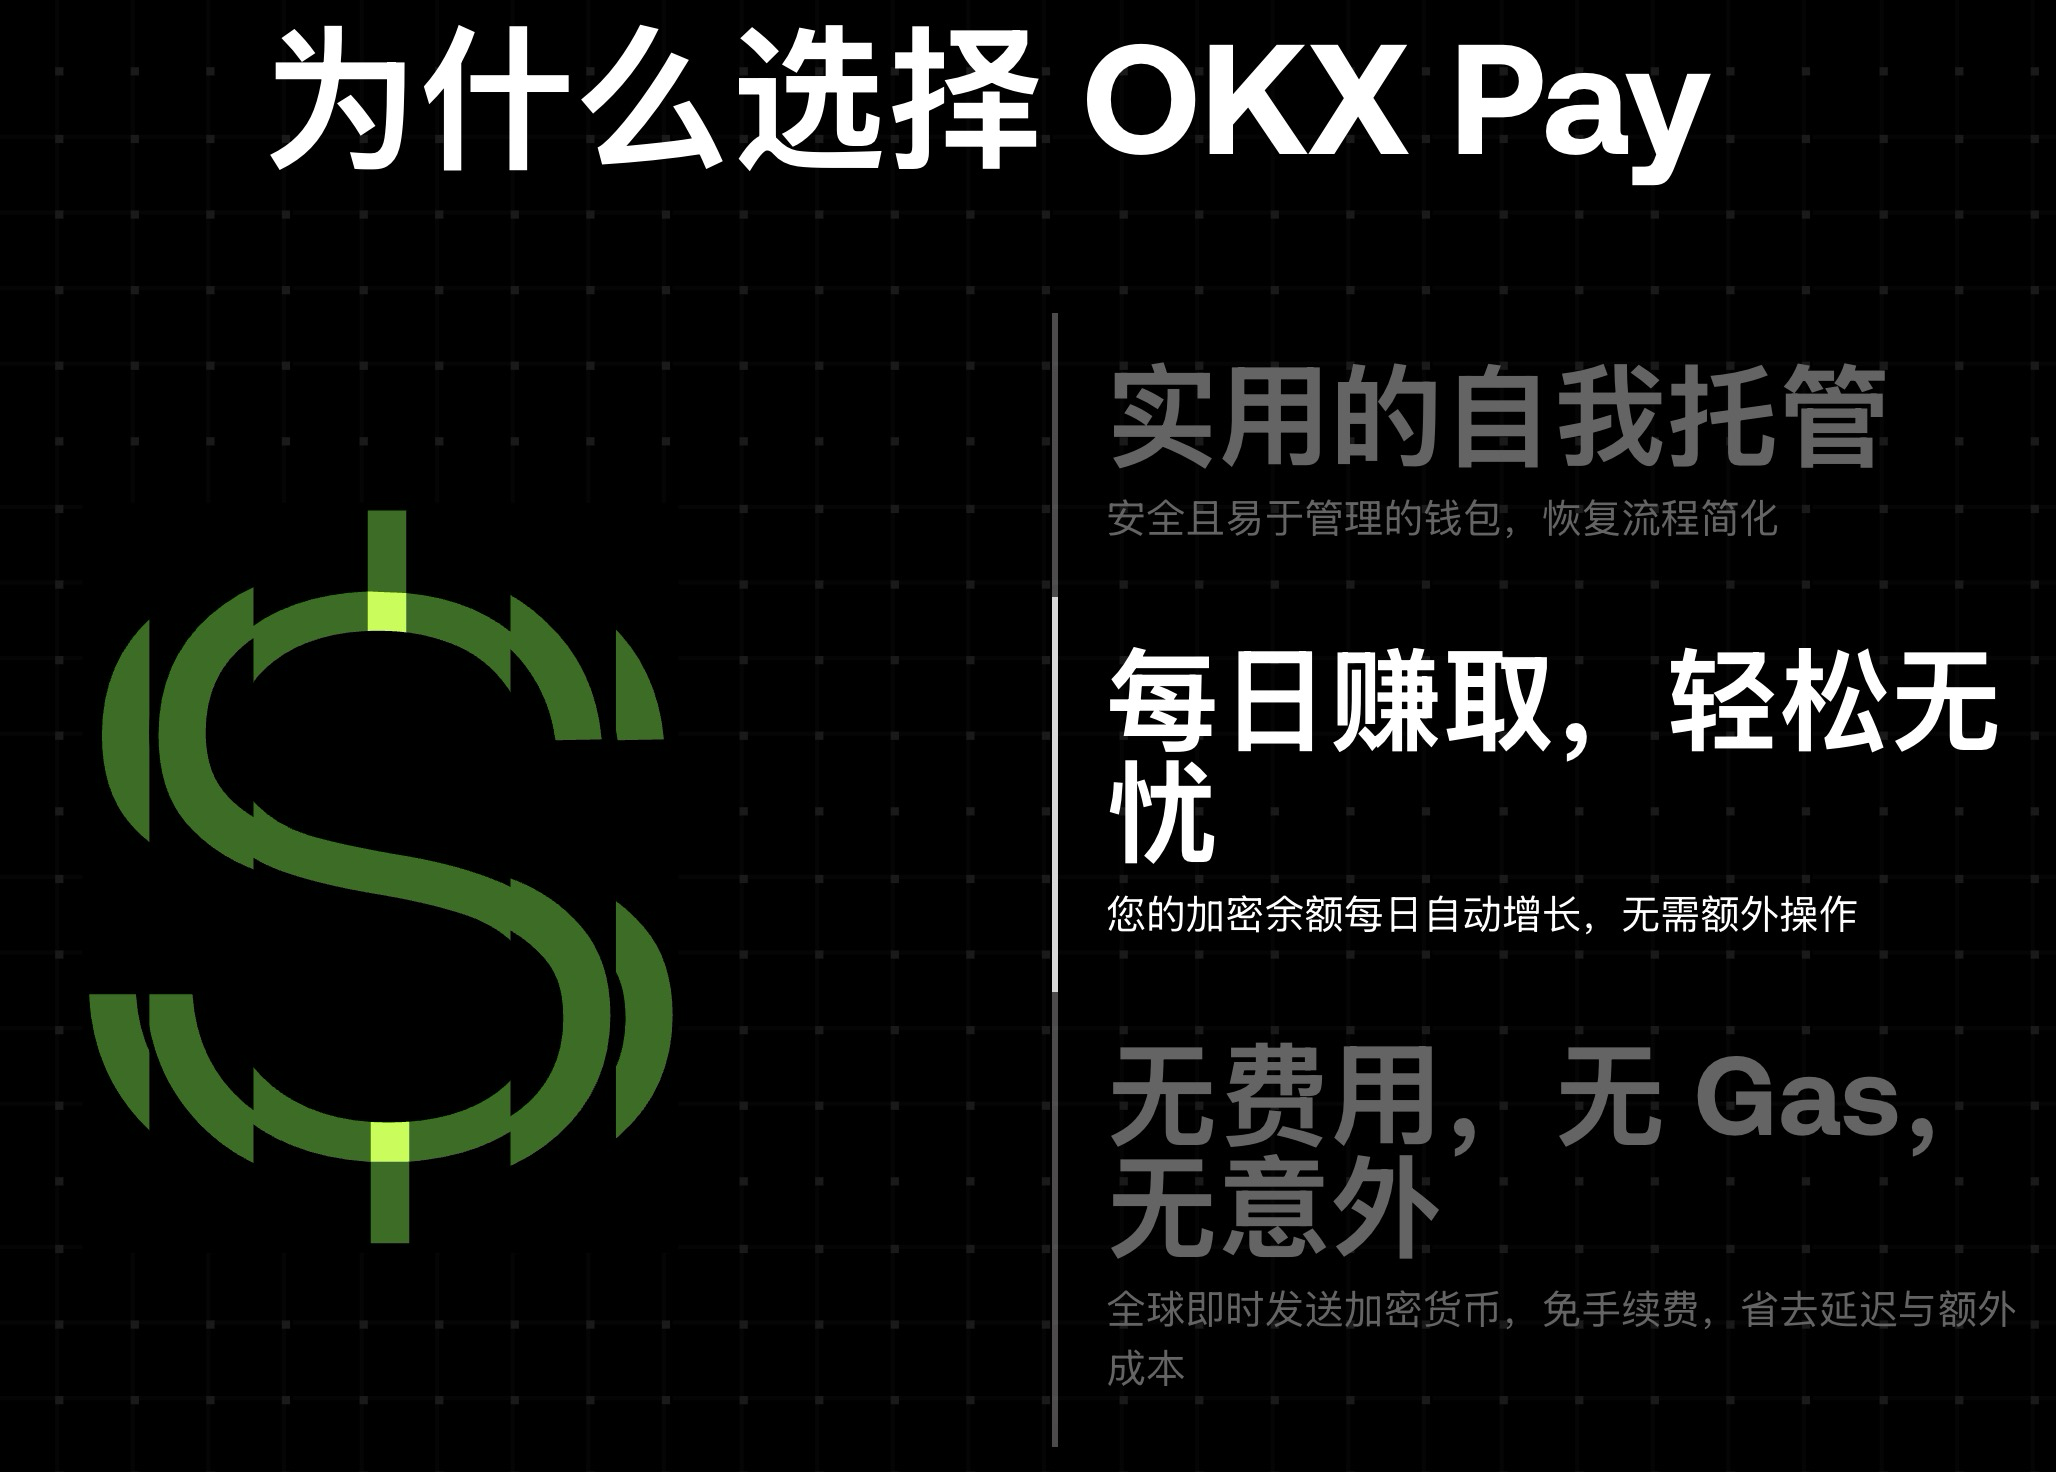 为什么选择 OKX Pay
实用的自我托管
安全且易于管理的钱包，恢复流程简化
每日赚取，轻松无
忧
您的加密余额每日自动增长，无需额外操作
无费用，无 Gas，
无意外
全球即时发送加密货币，免手续费，省去延迟与额外
成本